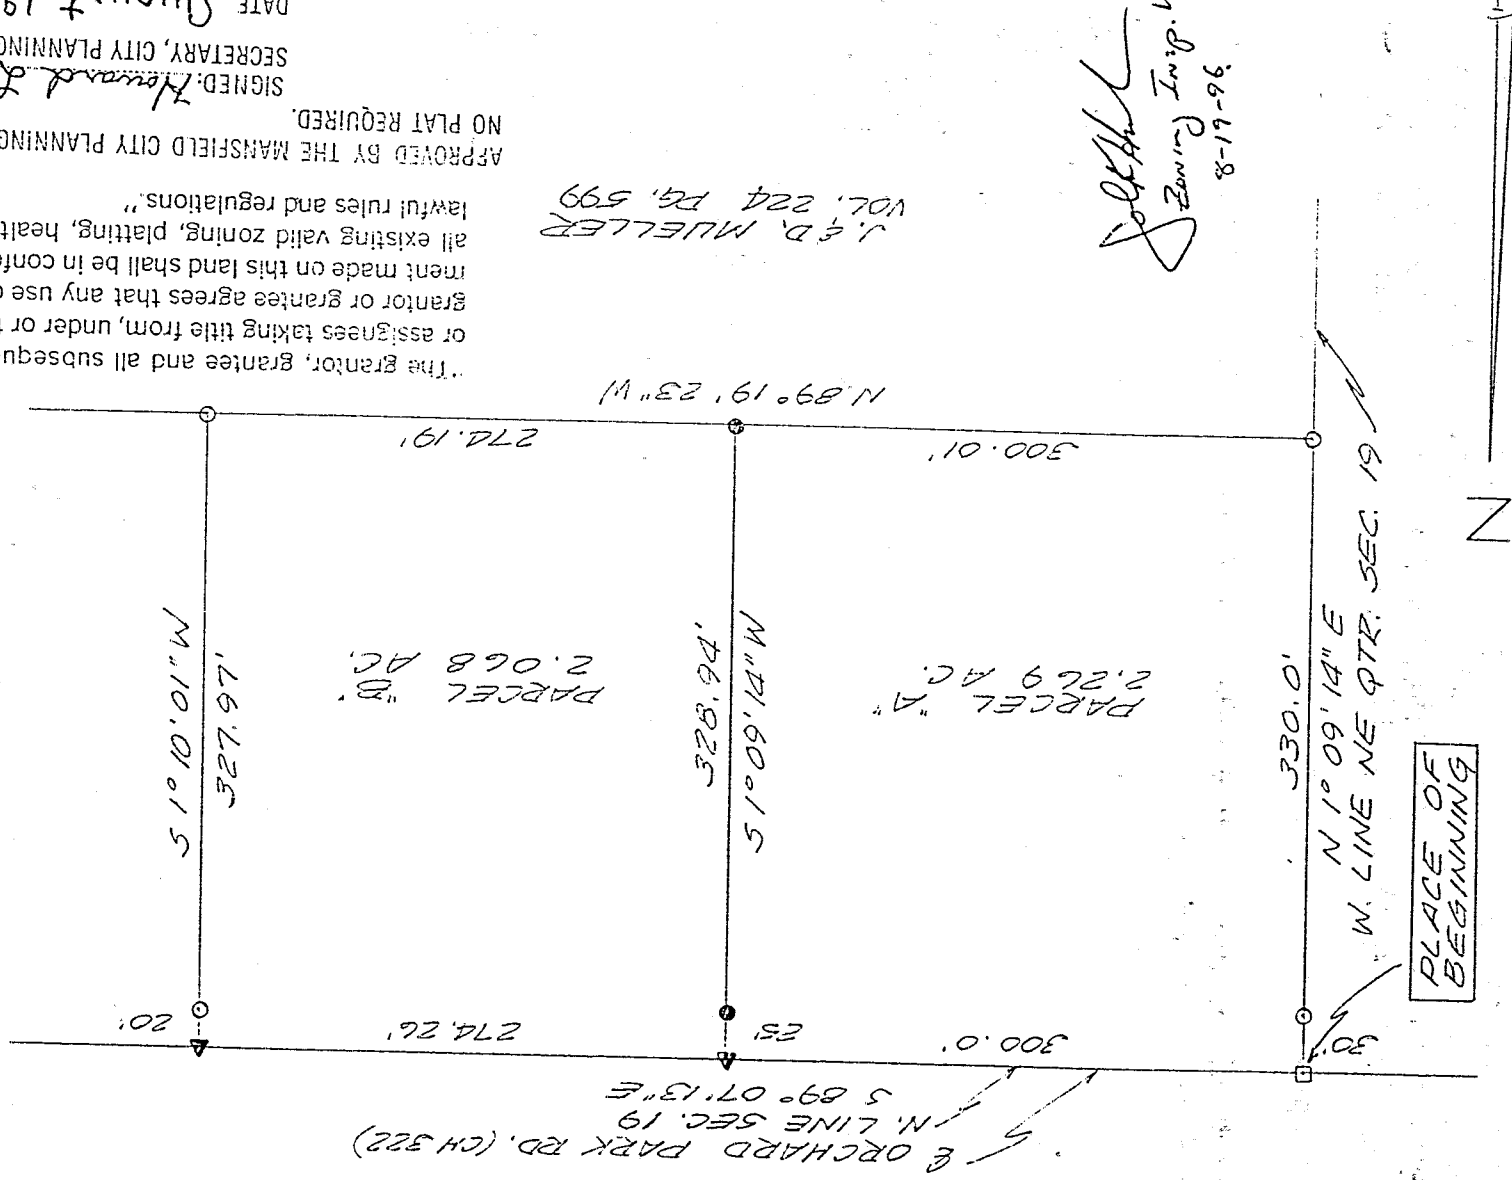 ℄ ORCHARD PARK RD. (CH 322)
N. LINE SEC. 19
S 89° 07' 13" E
30'
300.0'
25'
274.26'
20'
PLACE OF
BEGINNING
W. LINE NE QTR. SEC. 19
N 1° 09' 14" E
330.0'
PARCEL "A"
2.269 AC.
S 1° 09' 14" W
328.94'
PARCEL "B"
2.068 AC.
327.97'
S 1° 10' 01" W
300.01'
274.19'
N 89° 19' 23" W
N
J. & D. MUELLER
VOL. 224 PG. 599
Zoning Insp.
8-19-96
"The grantor, grantee and all
or assignees taking title from, under or
grantor or grantee agrees that any use
ment made on this land shall be in
all existing valid zoning, platting,
lawful rules and regulations."
APPROVED BY THE MANSFIELD CITY PLANNING
NO PLAT REQUIRED.
SIGNED: Howard
SECRETARY, CITY PLANNING
DATE August 19